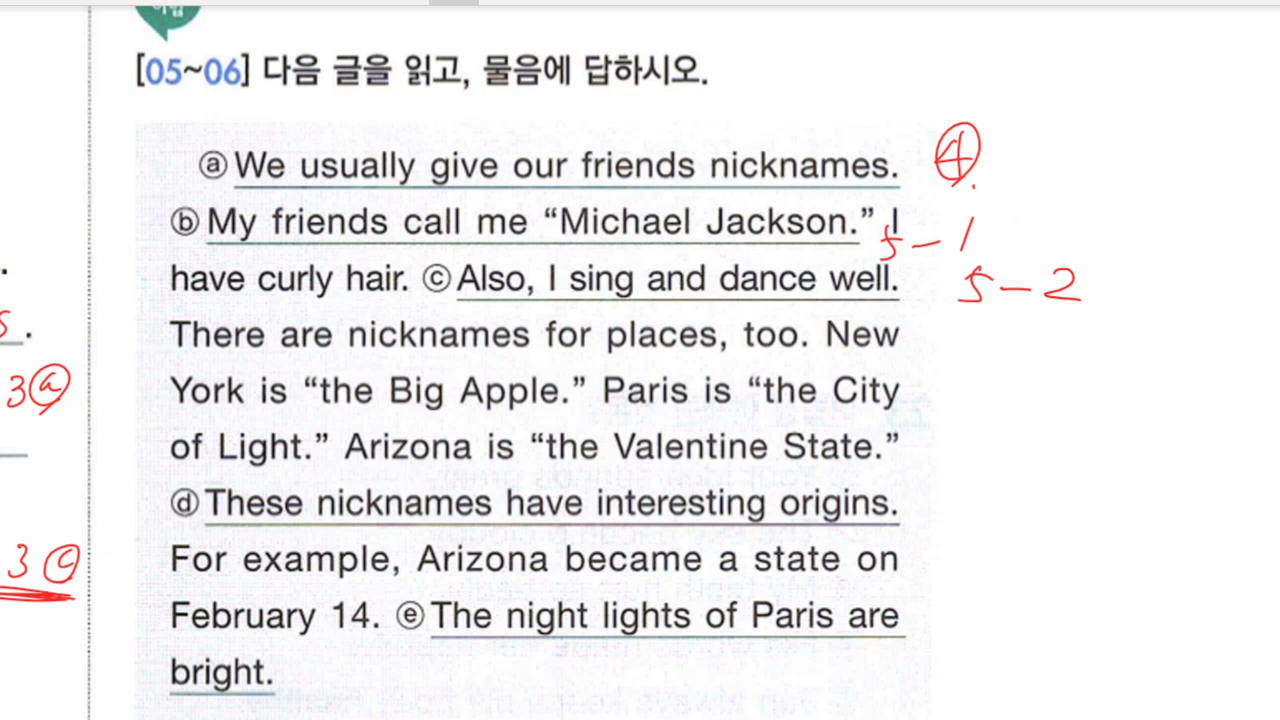 [05~06] 다음 글을 읽고, 물음에 답하시오.
ⓐ We usually give our friends nicknames. ④
ⓑ My friends call me “Michael Jackson.” I 5-1
have curly hair. ⓒ Also, I sing and dance well. 5-2
There are nicknames for places, too. New
York is “the Big Apple.” Paris is “the City
of Light.” Arizona is “the Valentine State.”
ⓓ These nicknames have interesting origins.
For example, Arizona became a state on
February 14. ⓔ The night lights of Paris are
bright.
3ⓐ
3ⓒ